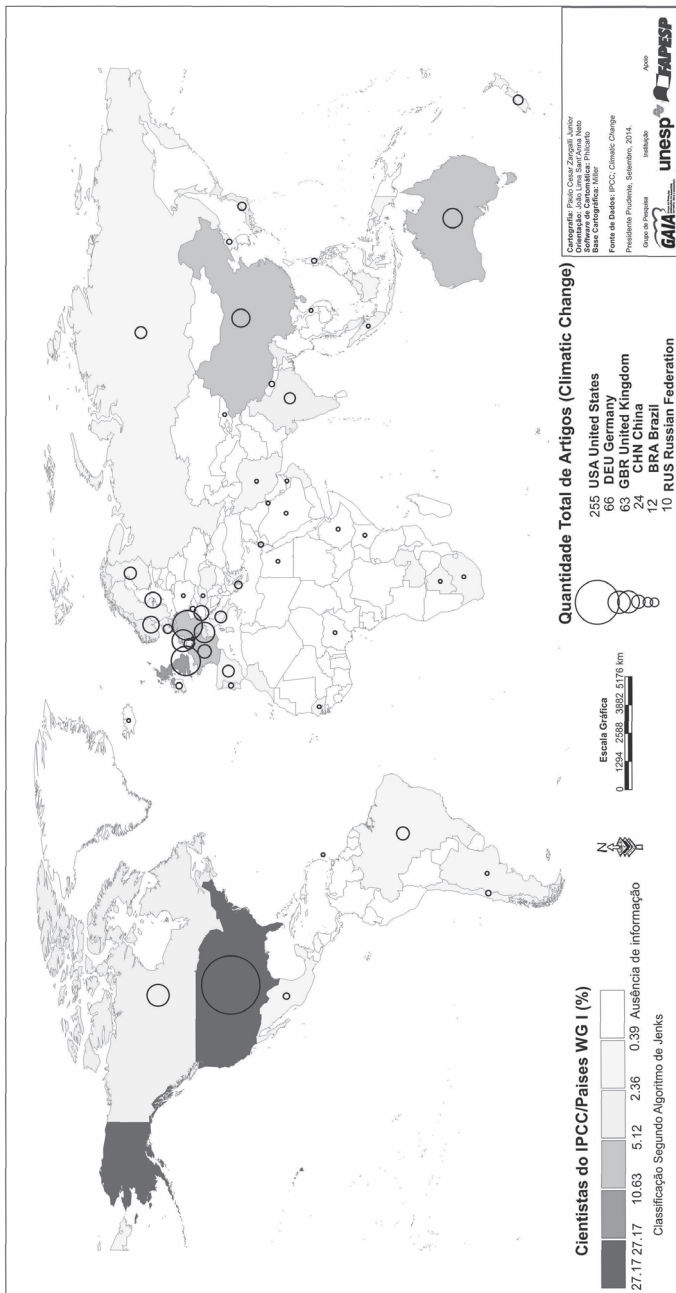 Cientistas do IPCC/Paises WG I (%)
27.17 27.17 10.63 5.12 2.36 0.39 Ausência de informação
Classificação Segundo Algoritmo de Jenks
N
Escala Gráfica
0 1294 2588 3882 5176 km
Quantidade Total de Artigos (Climatic Change)
255 USA United States
66 DEU Germany
63 GBR United Kingdom
24 CHN China
12 BRA Brazil
10 RUS Russian Federation
Cartografia: Paulo Cesar Zangalli Junior
Orientação: João Lima Sant'Anna Neto
Software de Cartomática: Philcarto
Base Cartográfica: Miller
Fonte de Dados: IPCC; Climatic Change
Presidente Prudente, Setembro, 2014.
Grupo de Pesquisa Instituição Apoio
GAIA unesp FAPESP